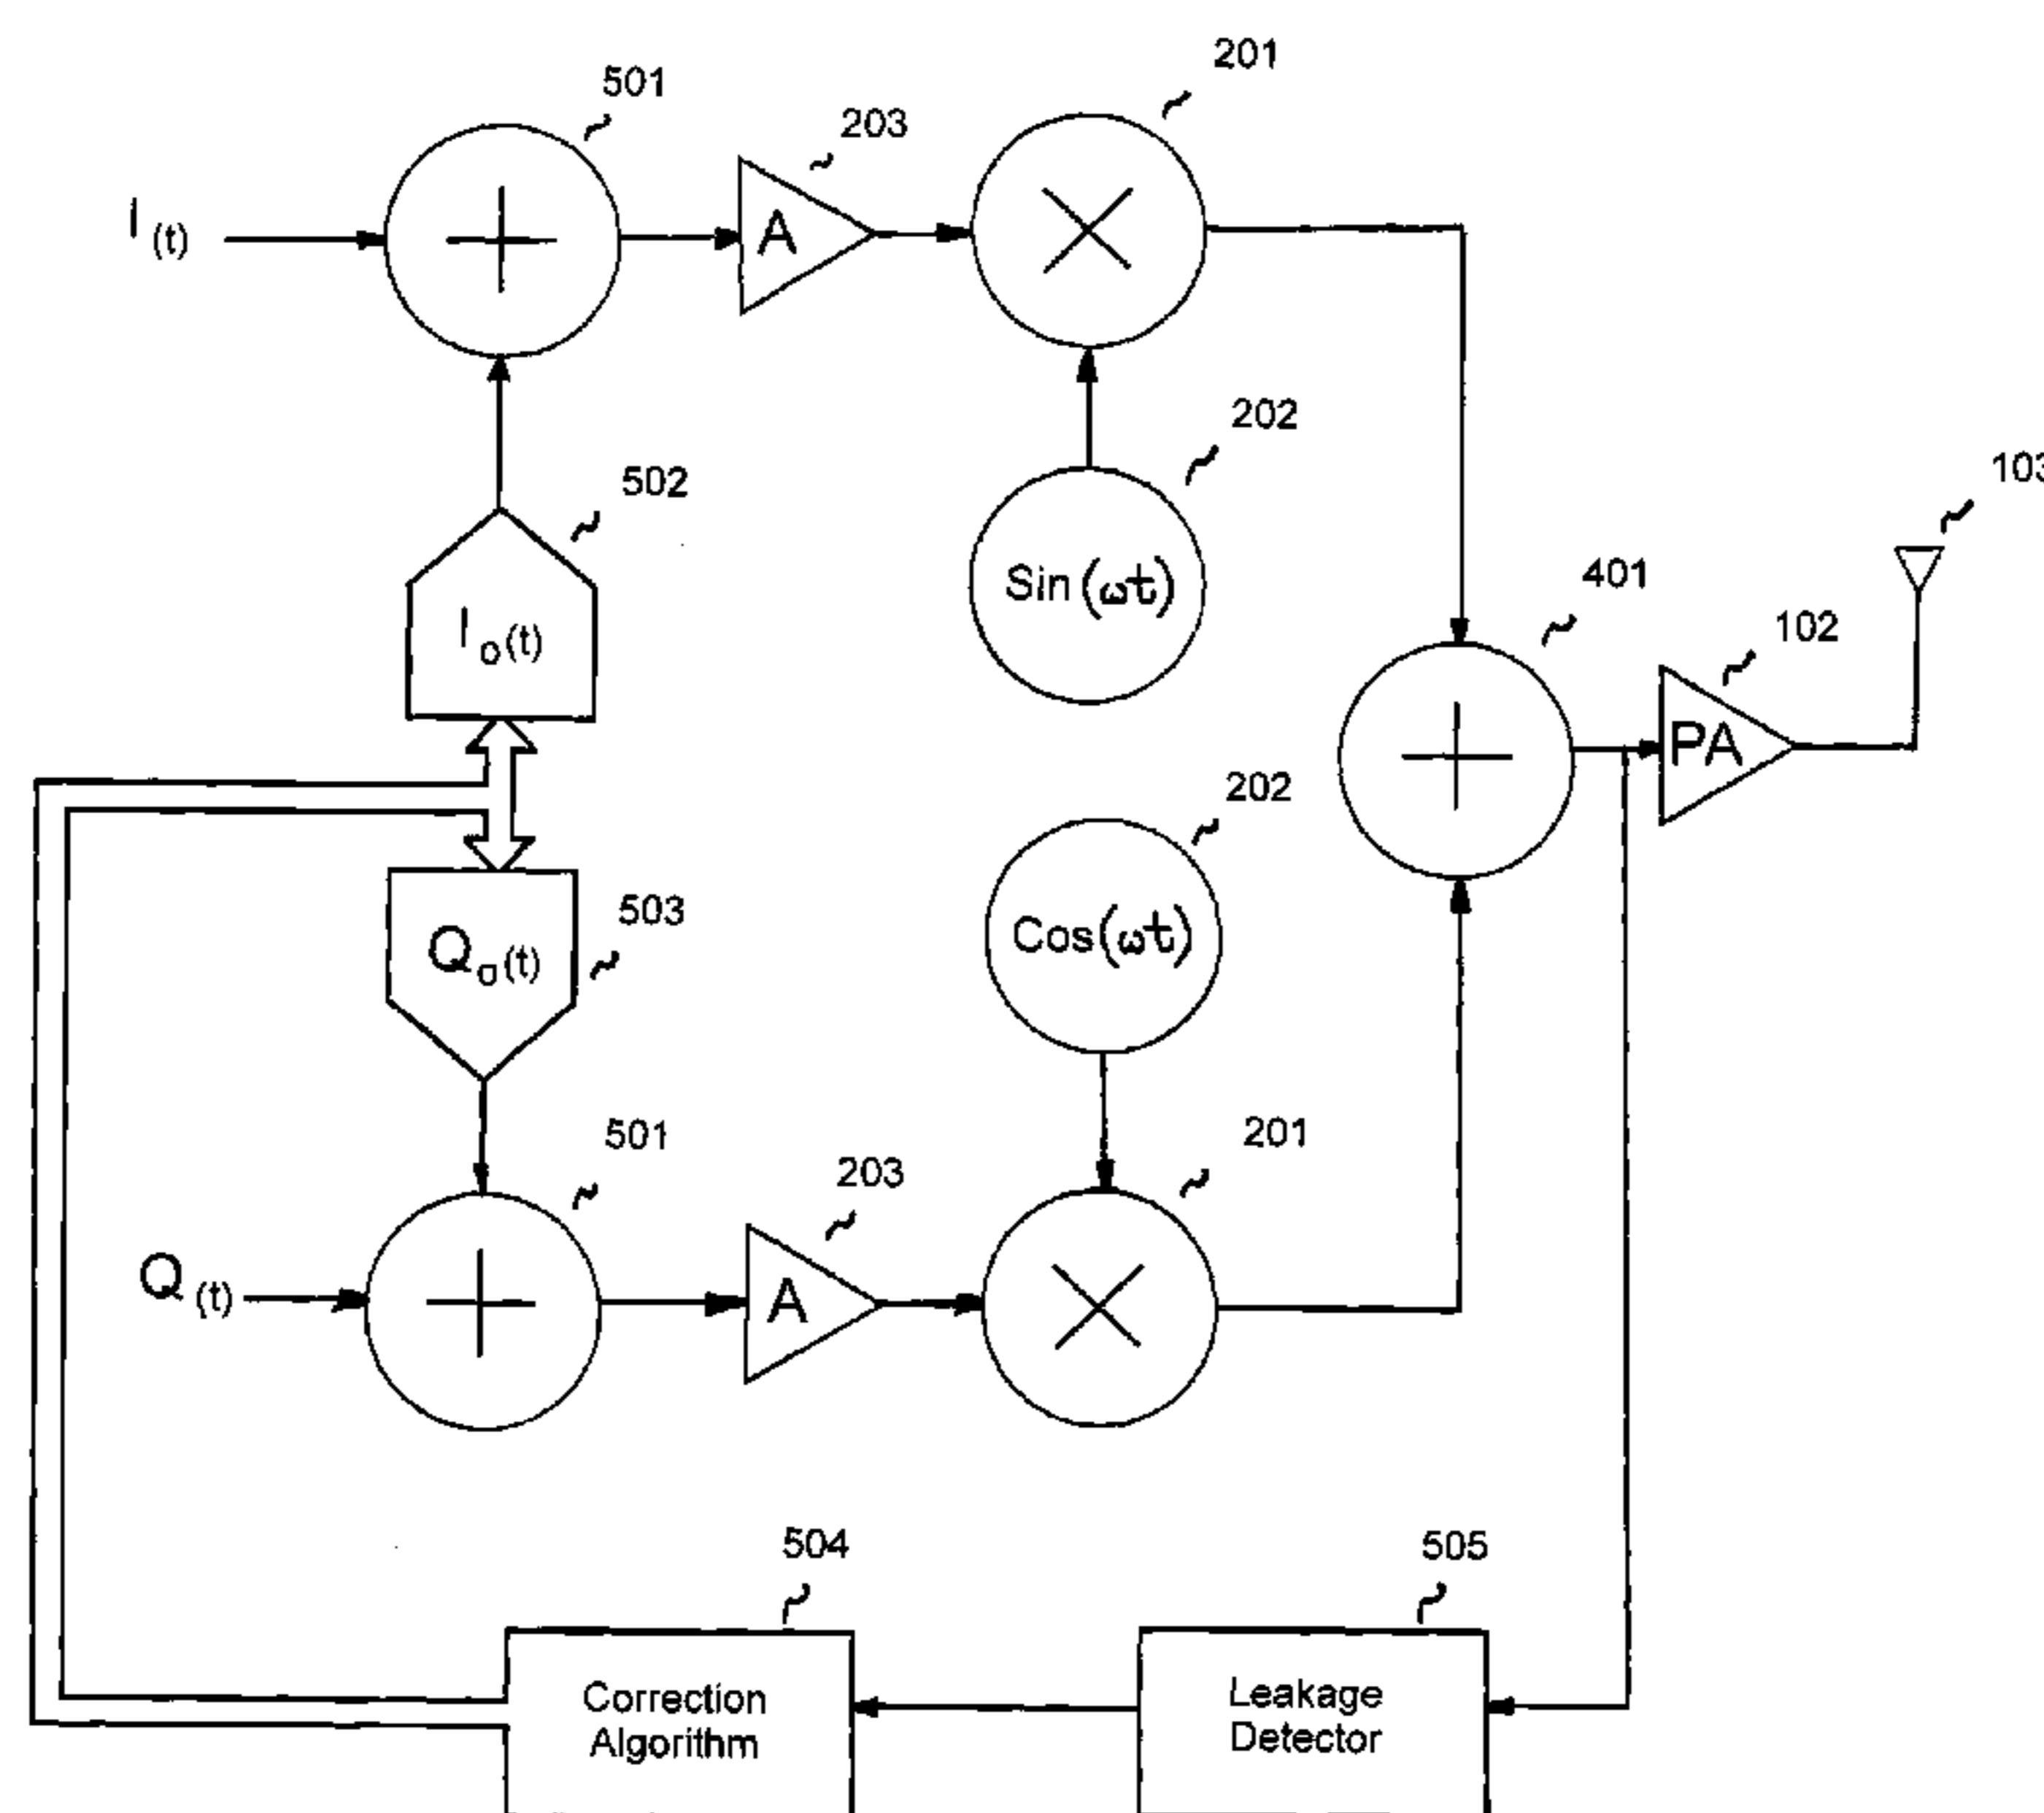 501
201
203
I (t)
A
502
202
Sin(ωt)
103
401
102
I o(t)
PA
202
503
Q o(t)
Cos(ωt)
501
201
203
Q (t)
A
504
505
Correction
Algorithm
Leakage
Detector